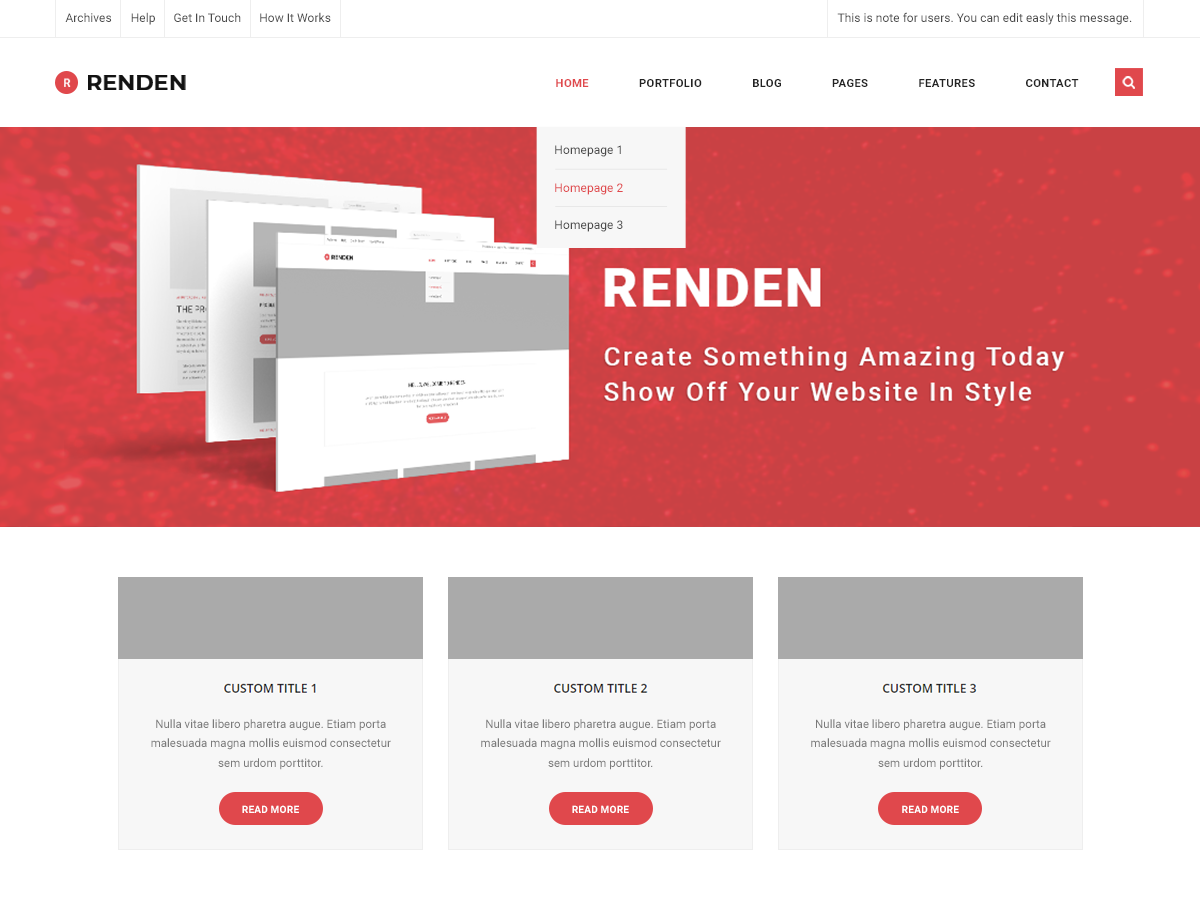 Archives Help Get In Touch How It Works This is note for users. You can edit easly this message.
R RENDEN HOME PORTFOLIO BLOG PAGES FEATURES CONTACT
Homepage 1
Homepage 2
Homepage 3
RENDEN
RENDEN
Create Something Amazing Today
Show Off Your Website In Style
CUSTOM TITLE 1
Nulla vitae libero pharetra augue. Etiam porta
malesuada magna mollis euismod consectetur
sem urdom porttitor.
READ MORE
CUSTOM TITLE 2
Nulla vitae libero pharetra augue. Etiam porta
malesuada magna mollis euismod consectetur
sem urdom porttitor.
READ MORE
CUSTOM TITLE 3
Nulla vitae libero pharetra augue. Etiam porta
malesuada magna mollis euismod consectetur
sem urdom porttitor.
READ MORE